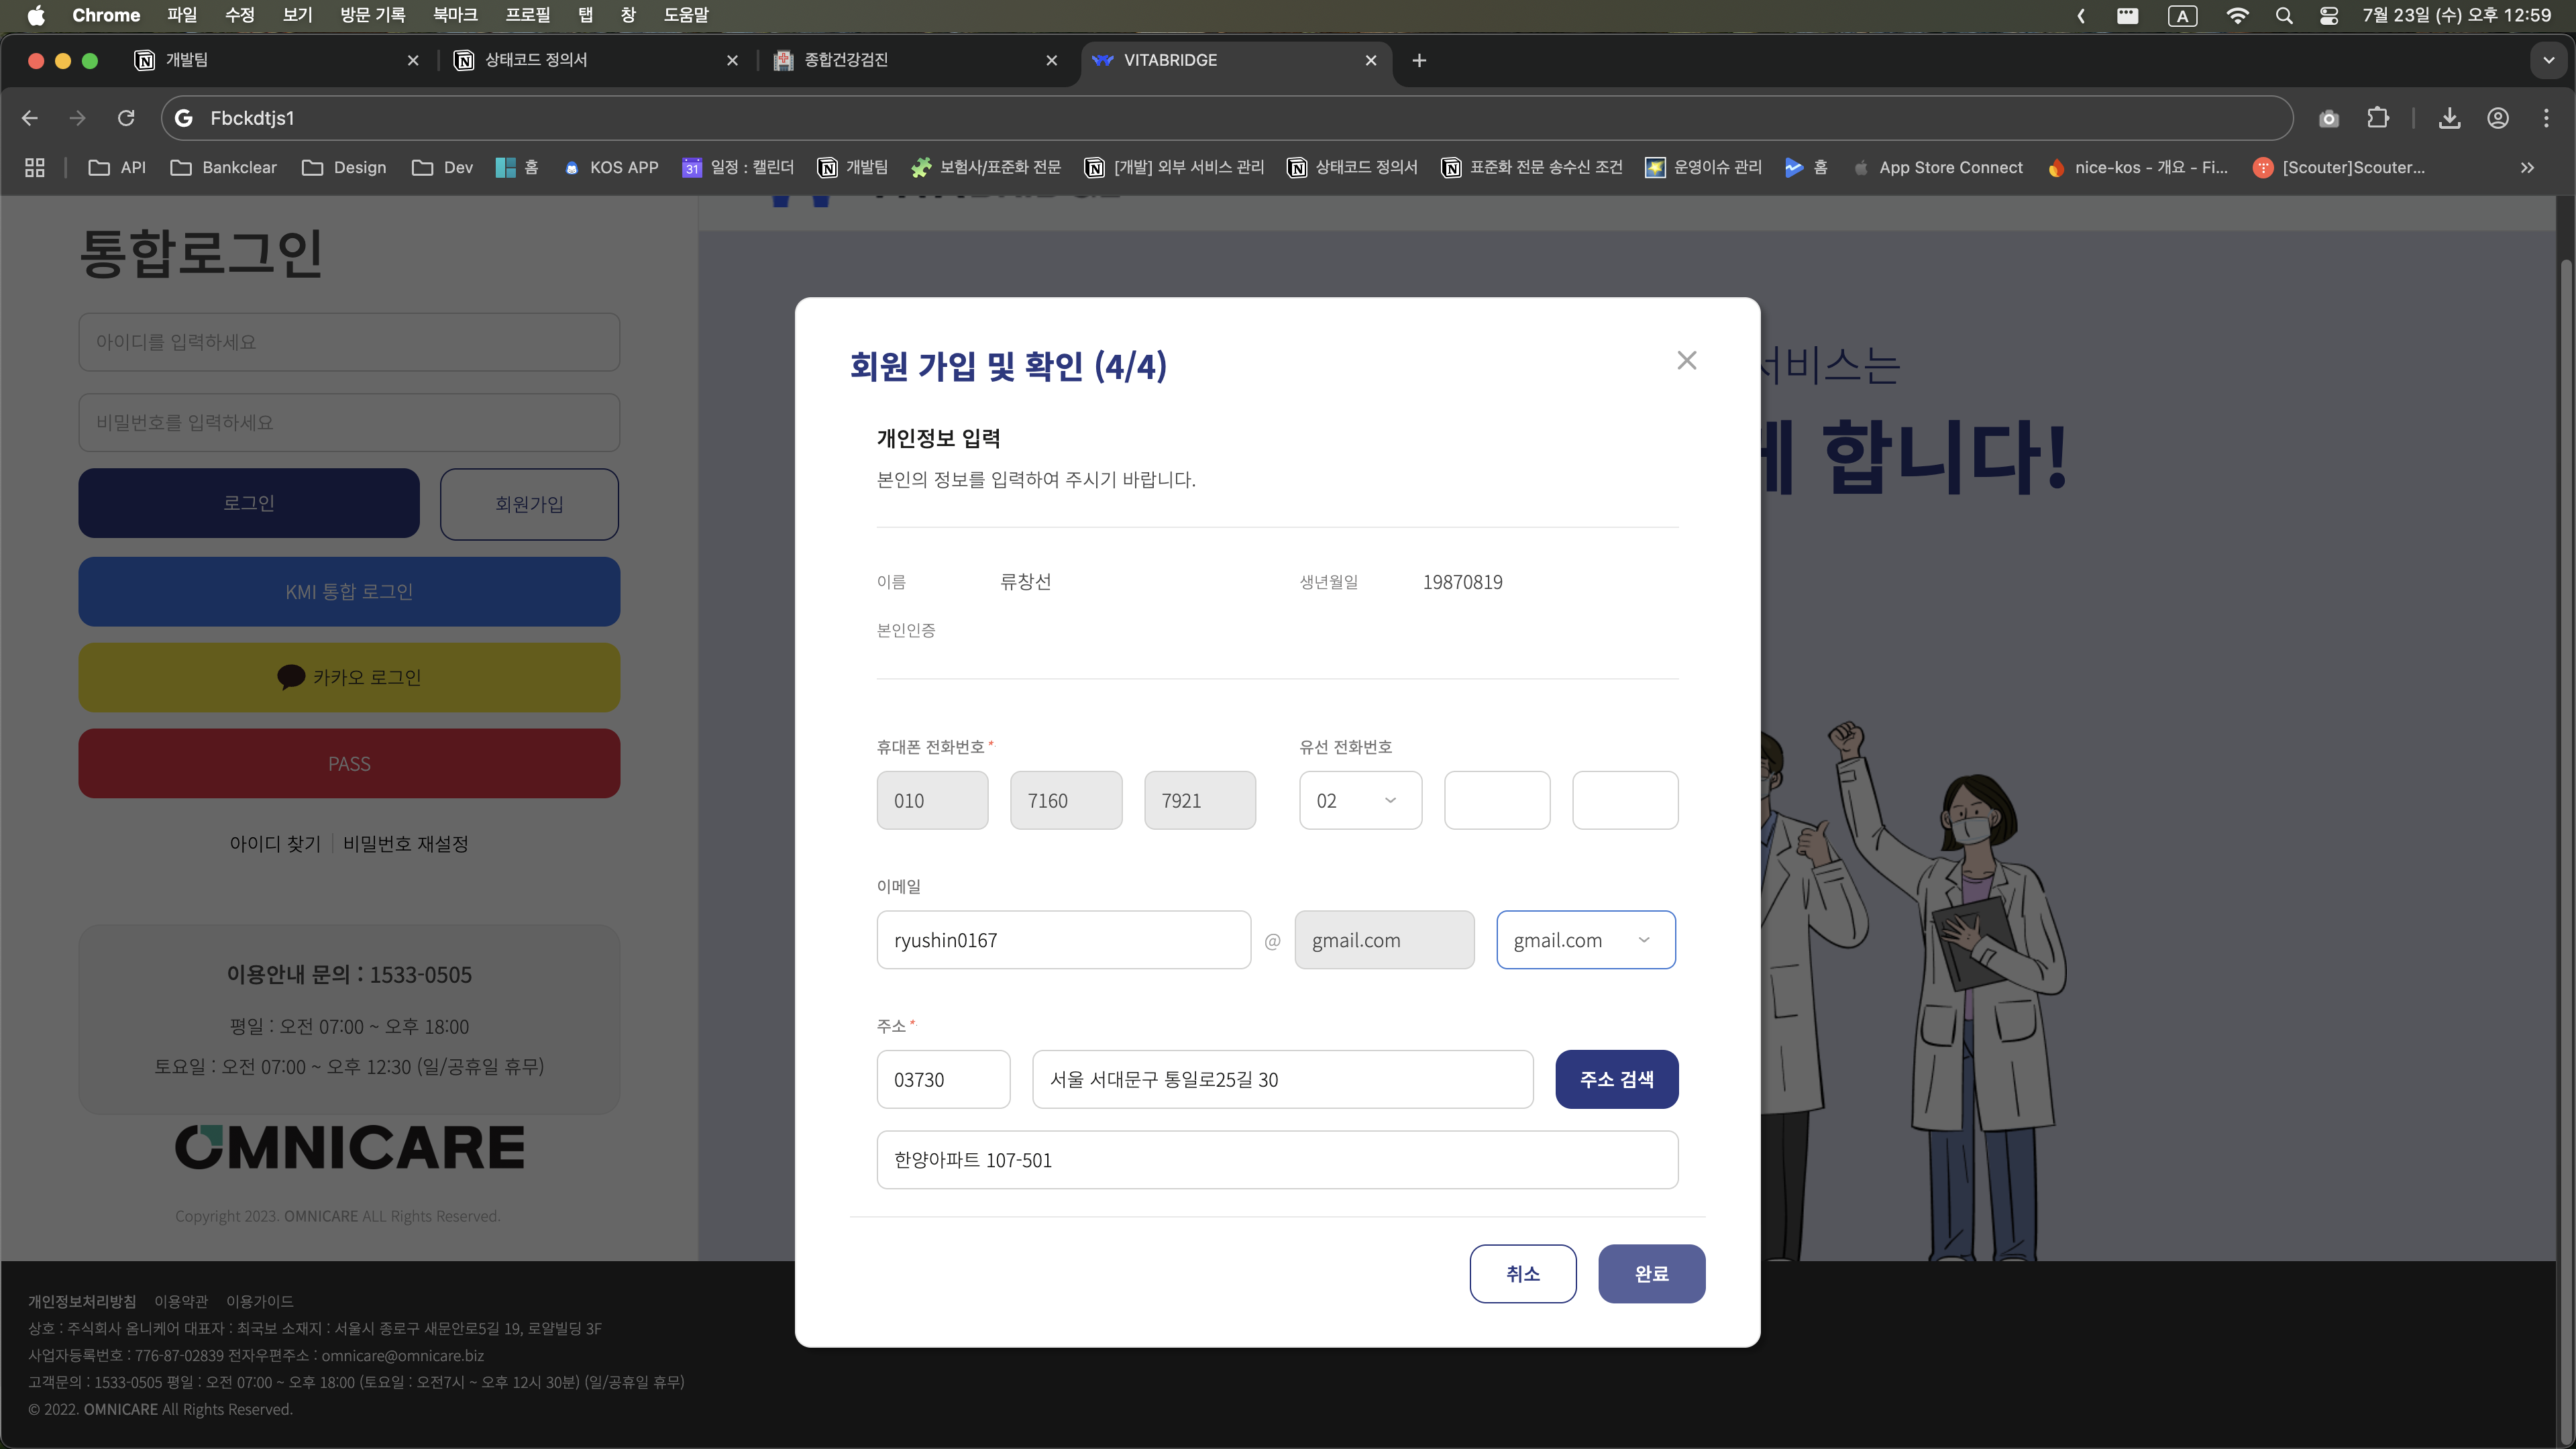 Chrome 파일 수정 보기 방문 기록 북마크 프로필 탭 창 도움말 A 7월 23일 (수) 오후 12:59
개발팀 상태코드 정의서 종합건강검진 VITABRIDGE
Fbckdtjs1
API Bankclear Design Dev 홈 KOS APP 31 일정 : 캘린더 개발팀 보험사/표준화 전문 [개발] 외부 서비스 관리 상태코드 정의서 표준화 전문 송수신 조건 운영이슈 관리 홈 App Store Connect nice-kos - 개요 - Fi... [Scouter]Scouter...
통합로그인
아이디를 입력하세요
비밀번호를 입력하세요
로그인 회원가입
KMI 통합 로그인
카카오 로그인
PASS
아이디 찾기 비밀번호 재설정
이용안내 문의 : 1533-0505
평일 : 오전 07:00 ~ 오후 18:00
토요일 : 오전 07:00 ~ 오후 12:30 (일/공휴일 휴무)
OMNICARE
Copyright 2023. OMNICARE ALL Rights Reserved.
서비스는
께 합니다!
회원 가입 및 확인 (4/4)
개인정보 입력
본인의 정보를 입력하여 주시기 바랍니다.
이름 류창선 생년월일 19870819
본인인증
휴대폰 전화번호 * 유선 전화번호
010 7160 7921 02
이메일
ryushin0167 @ gmail.com gmail.com
주소 *
03730 서울 서대문구 통일로25길 30 주소 검색
한양아파트 107-501
취소 완료
개인정보처리방침 이용약관 이용가이드
상호 : 주식회사 옴니케어 대표자 : 최국보 소재지 : 서울시 종로구 새문안로5길 19, 로얄빌딩 3F
사업자등록번호 : 776-87-02839 전자우편주소 : omnicare@omnicare.biz
고객문의 : 1533-0505 평일 : 오전 07:00 ~ 오후 18:00 (토요일 : 오전7시 ~ 오후 12시 30분) (일/공휴일 휴무)
© 2022. OMNICARE All Rights Reserved.